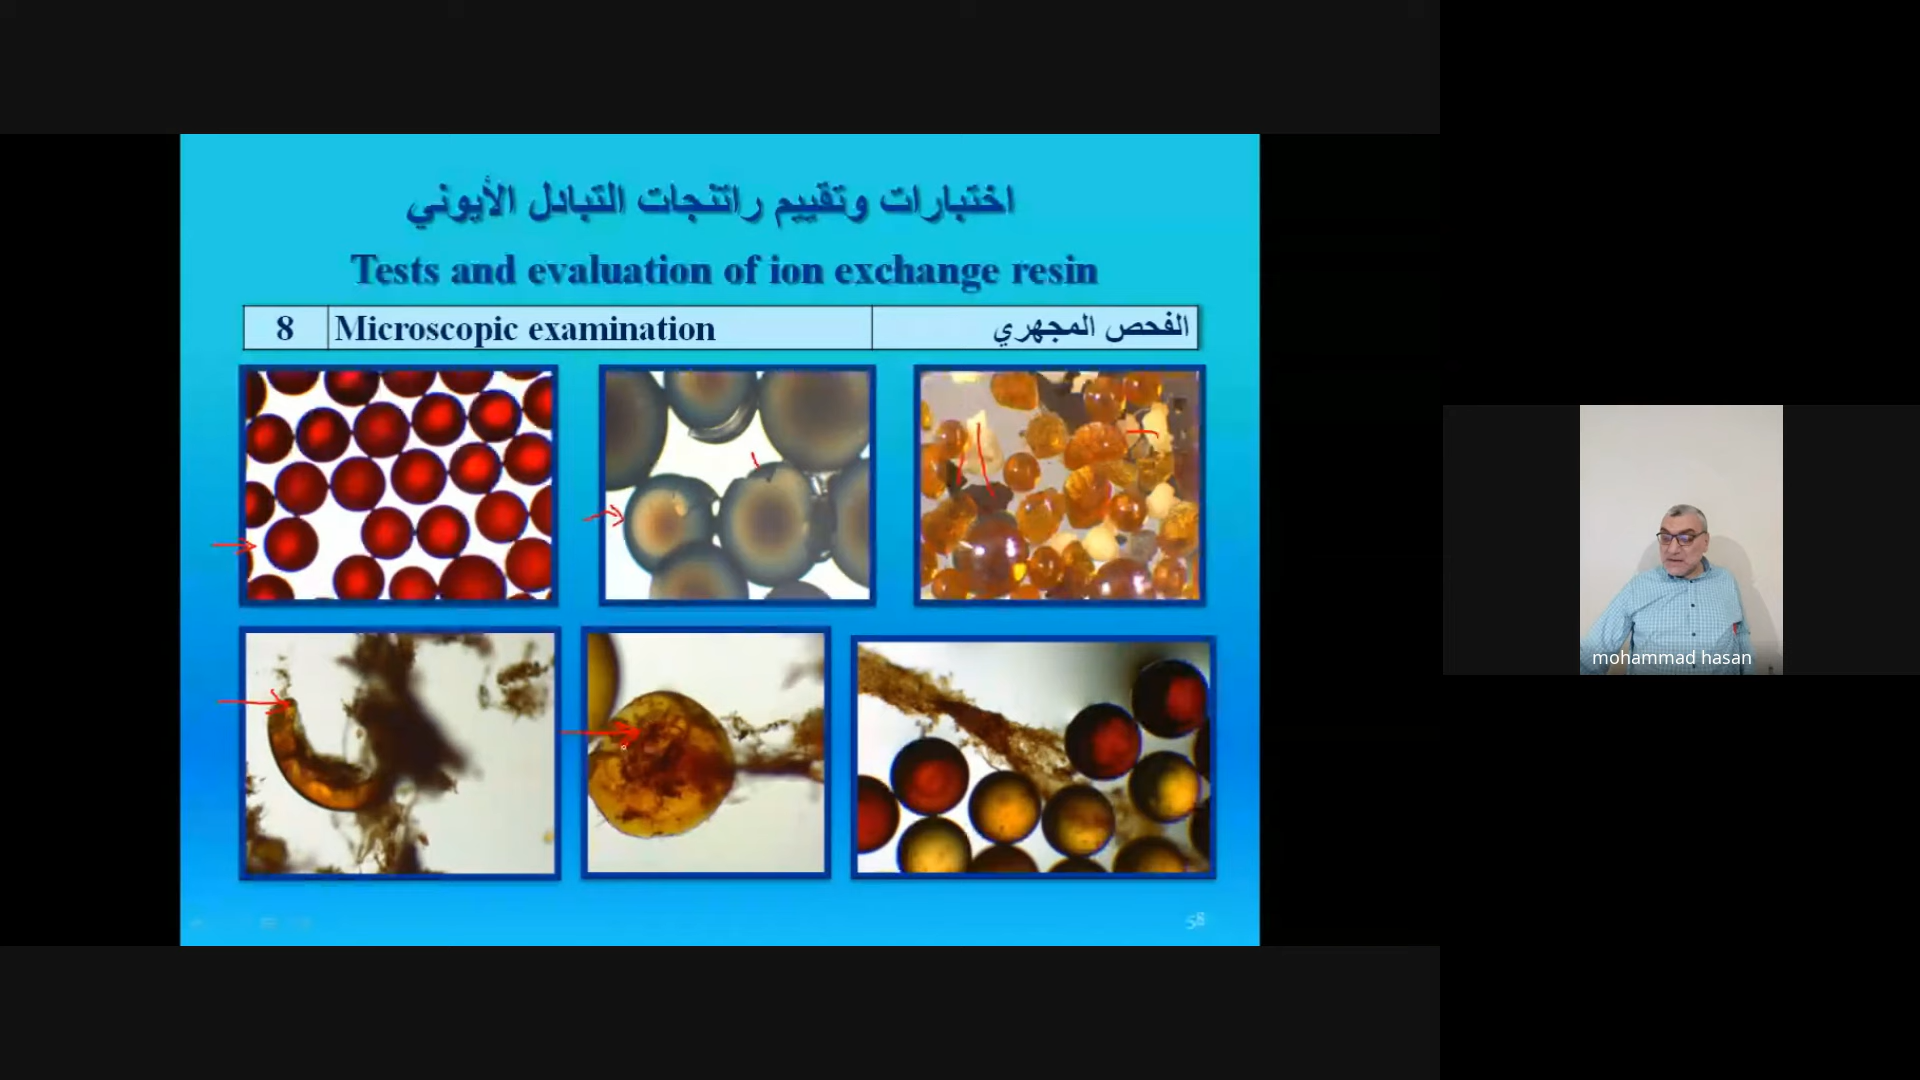 اختبارات وتقييم راتنجات التبادل الأيوني
Tests and evaluation of ion exchange resin
8 Microscopic examination الفحص المجهري
mohammad hasan
58